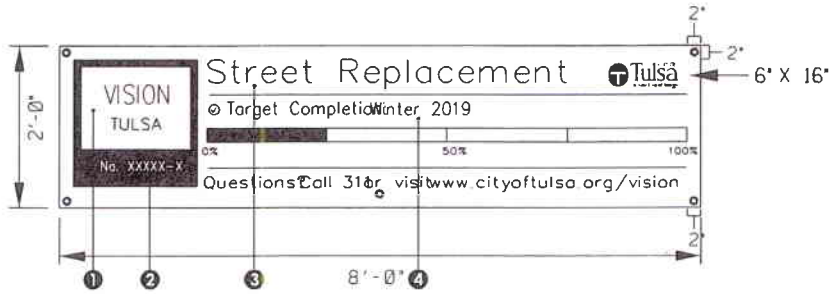 2"
2"
Street Replacement
Tulsa
6" X 16"
VISION
TULSA
2'-0"
Target Completion Winter 2019
0%
50%
100%
No. XXXXX-X
Questions? Call 311 or visit www.cityoftulsa.org/vision
2"
8'-0"
1
2
3
4